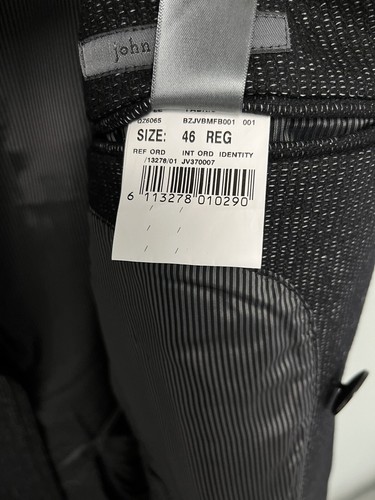 john
026065 BZJVBMFB001 001
SIZE: 46 REG
REF ORD INT ORD IDENTITY
/13278/01 JV370007
6 113278 010290
/ /
/ /
/ /